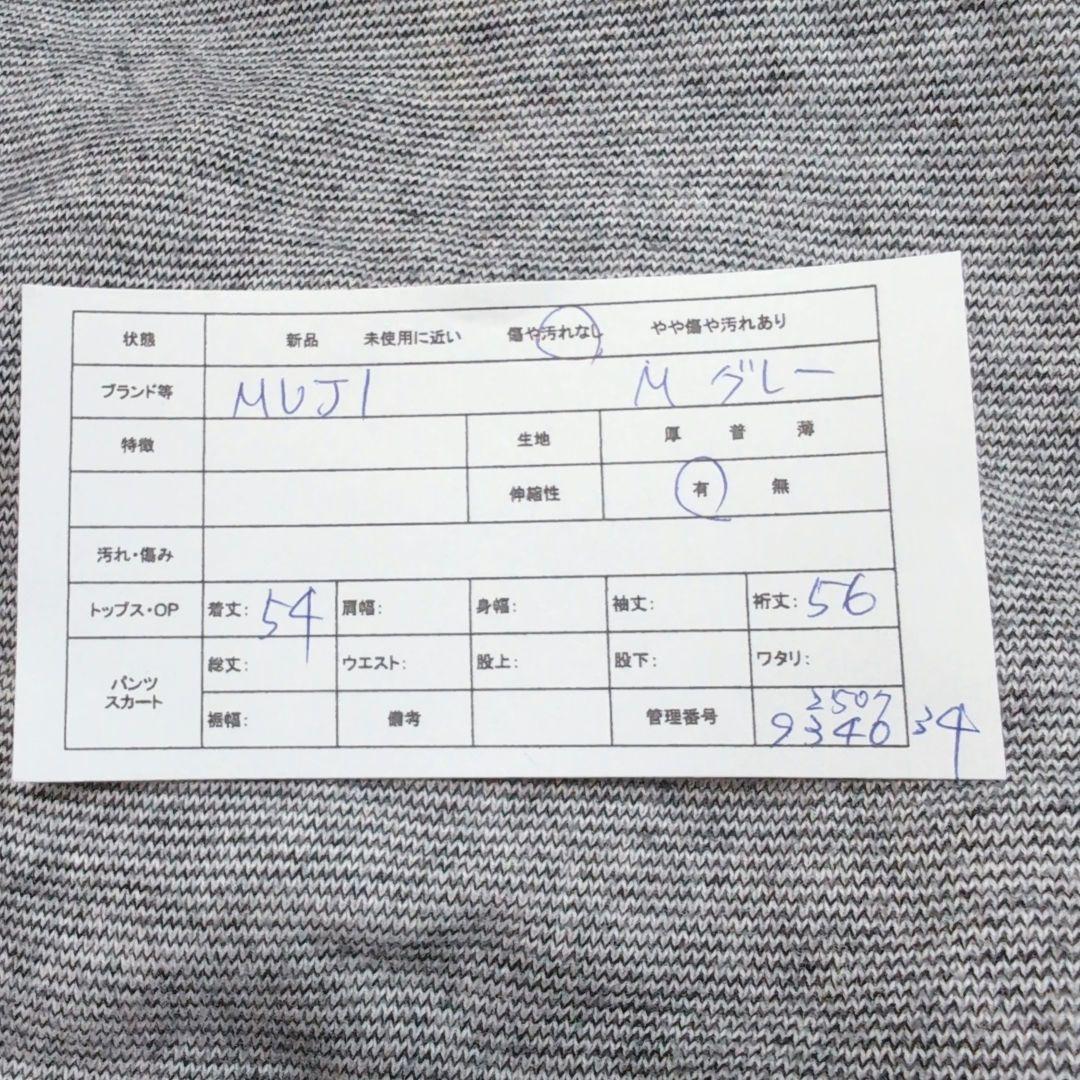 状態 新品 未使用に近い 傷や汚れなし やや傷や汚れあり
ブランド等 MUJI M グレー
特徴 生地 厚 普 薄
伸縮性 有 無
汚れ・傷み
トップス・OP 着丈: 54 肩幅: 身幅: 袖丈: 裄丈: 56
パンツ スカート 総丈: ウエスト: 股上: 股下: ワタリ:
裾幅: 備考 管理番号 2507
934034